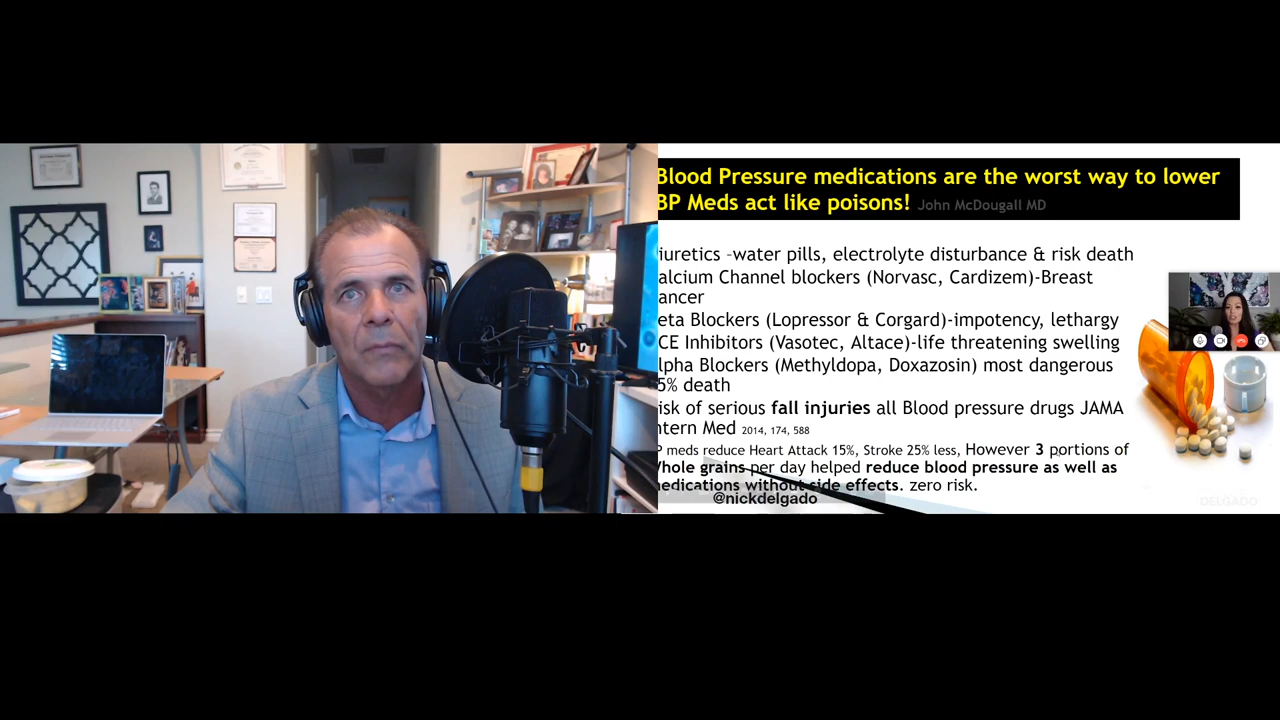 Blood Pressure medications are the worst way to lower
BP Meds act like poisons! John McDougall MD
iuretics -water pills, electrolyte disturbance & risk death
alcium Channel blockers (Norvasc, Cardizem)-Breast
ancer
eta Blockers (Lopressor & Corgard)-impotency, lethargy
CE Inhibitors (Vasotec, Altace)-life threatening swelling
lpha Blockers (Methyldopa, Doxazosin) most dangerous
5% death
isk of serious fall injuries all Blood pressure drugs JAMA
ntern Med 2014, 174, 588
P meds reduce Heart Attack 15%, Stroke 25% less, However 3 portions of
Whole grains per day helped reduce blood pressure as well as
medications without side effects. zero risk.
@nickdelgado
DELGADO